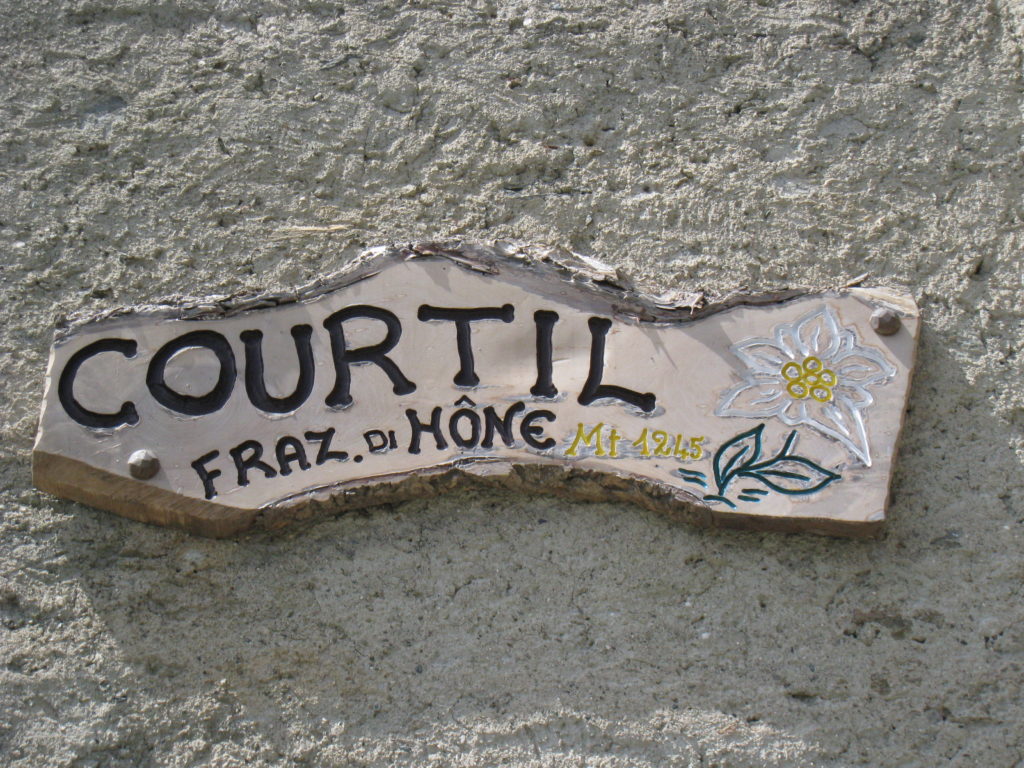 COURTIL
FRAZ. DI HÔNE Mt 1245